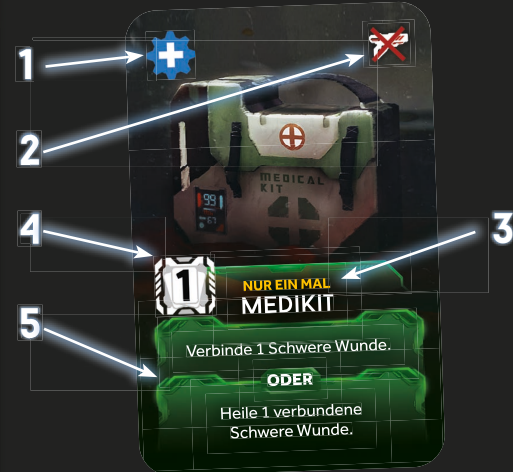 1
2
MEDICAL
KIT
99
4
3
1
NUR EIN MAL
MEDIKIT
5
Verbinde 1 Schwere Wunde.
ODER
Heile 1 verbundene
Schwere Wunde.